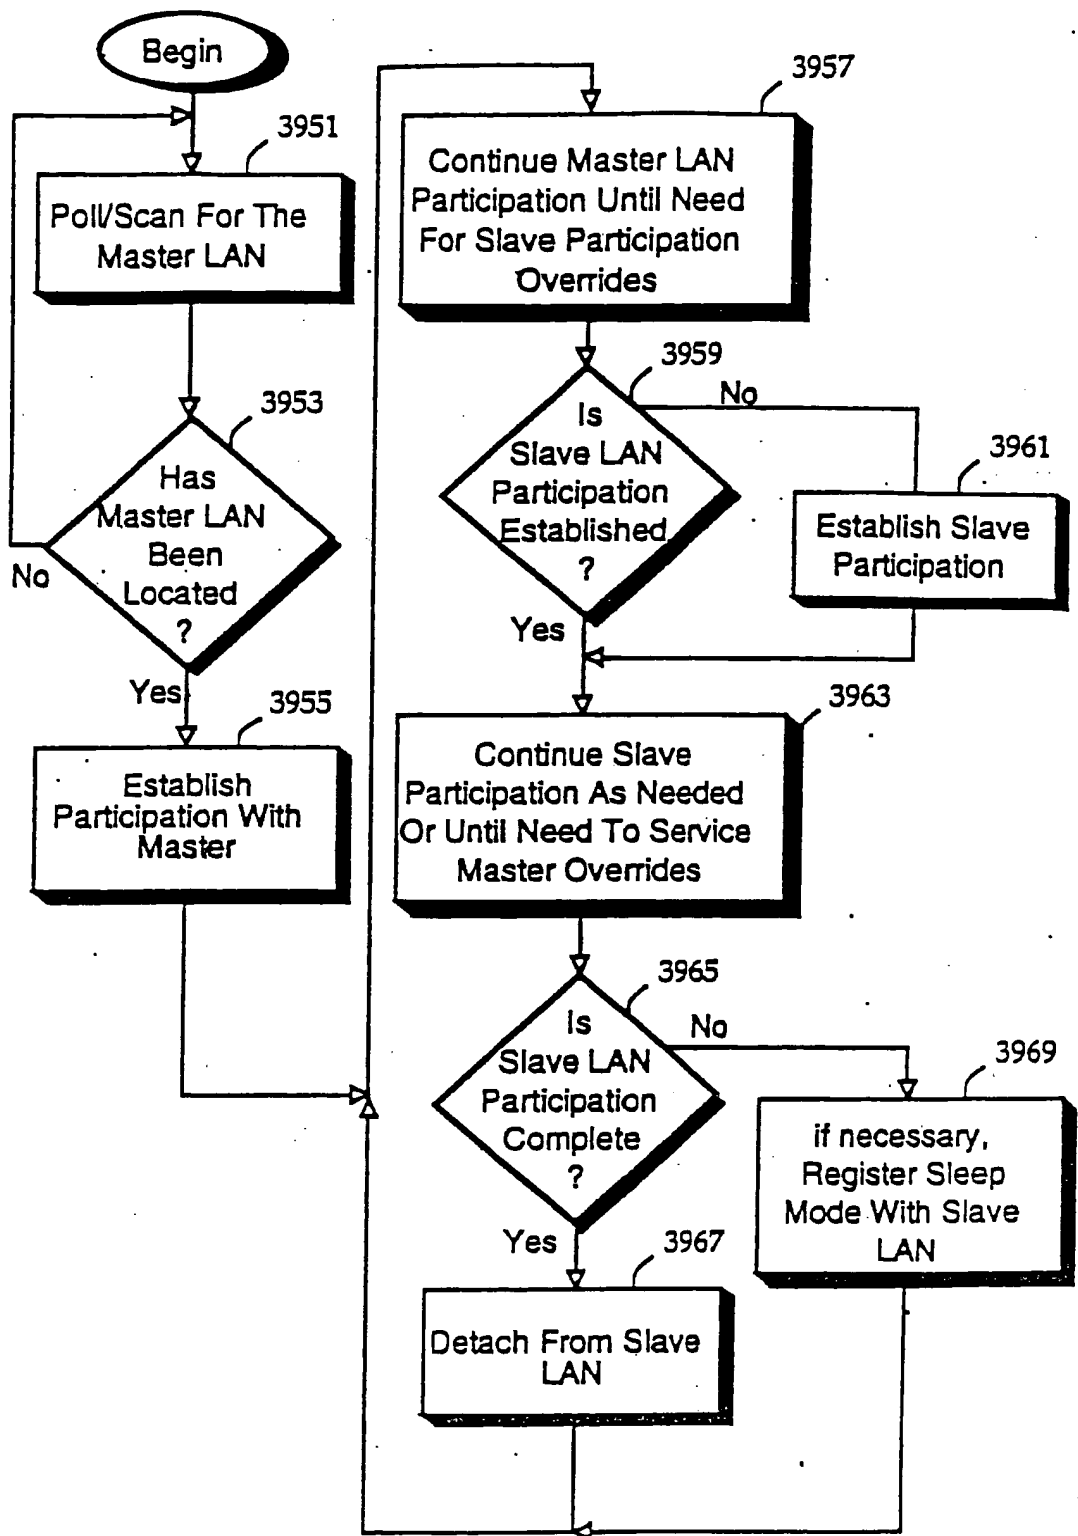 Begin
3951
Poll/Scan For The
Master LAN
3953
Has
Master LAN
Been
Located
?
No
Yes
3955
Establish
Participation With
Master
3957
Continue Master LAN
Participation Until Need
For Slave Participation
Overrides
3959
No
Is
Slave LAN
Participation
Established
?
Yes
3961
Establish Slave
Participation
3963
Continue Slave
Participation As Needed
Or Until Need To Service
Master Overrides
3965
No
Is
Slave LAN
Participation
Complete
?
Yes
3969
if necessary,
Register Sleep
Mode With Slave
LAN
3967
Detach From Slave
LAN